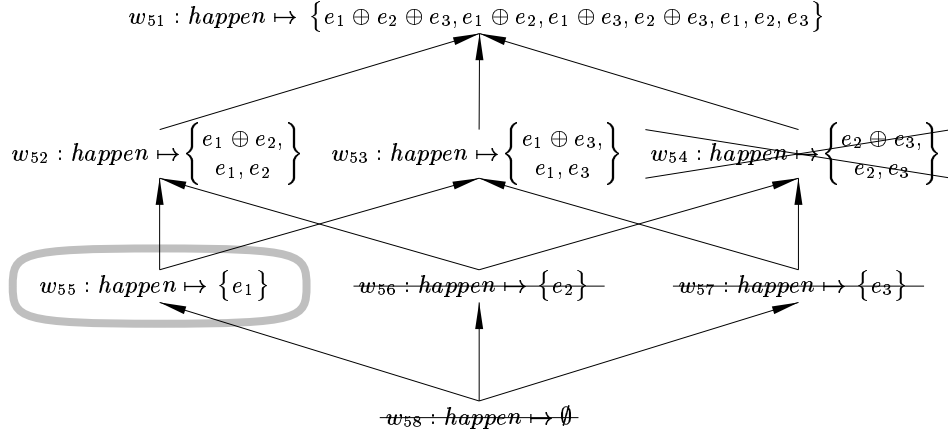 w₅₁ : happen ↦ {e₁ ⊕ e₂ ⊕ e₃, e₁ ⊕ e₂, e₁ ⊕ e₃, e₂ ⊕ e₃, e₁, e₂, e₃}
w₅₂ : happen ↦ {e₁ ⊕ e₂, e₁, e₂}
w₅₃ : happen ↦ {e₁ ⊕ e₃, e₁, e₃}
w₅₄ : happen ↦ {e₂ ⊕ e₃, e₂, e₃}
w₅₅ : happen ↦ {e₁}
w₅₆ : happen ↦ {e₂}
w₅₇ : happen ↦ {e₃}
w₅₈ : happen ↦ ∅